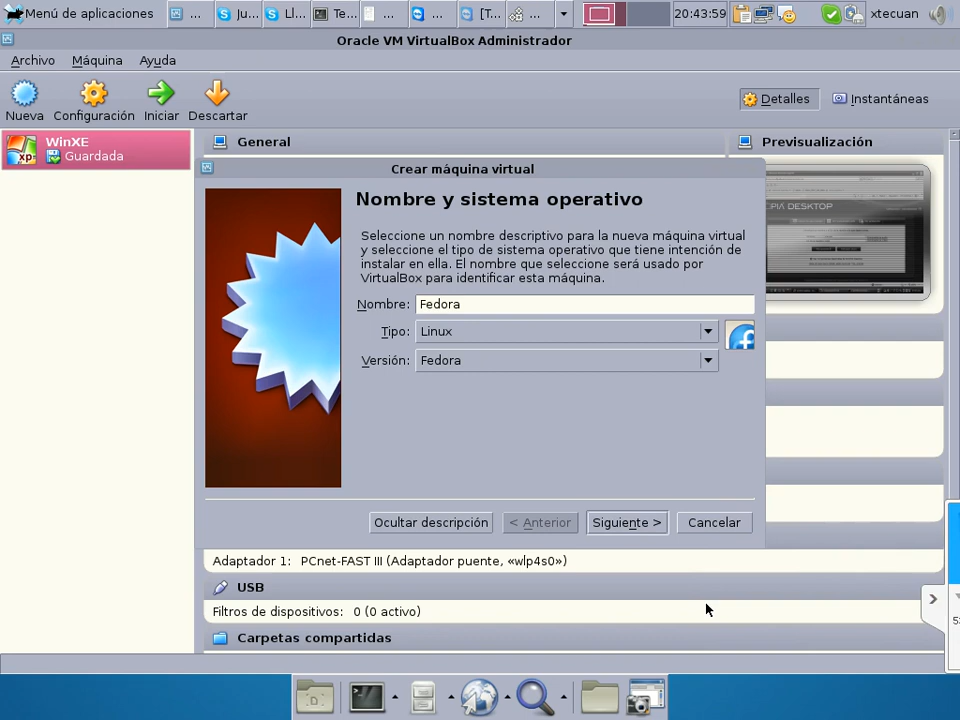 Menú de aplicaciones
...
Ju...
Ll...
Te...
...
...
[T...
...
20:43:59
xtecuan
Oracle VM VirtualBox Administrador
Archivo Máquina Ayuda
Nueva Configuración Iniciar Descartar
Detalles Instantáneas
WinXE
Guardada
General
Previsualización
Crear máquina virtual
Nombre y sistema operativo
Seleccione un nombre descriptivo para la nueva máquina virtual
y seleccione el tipo de sistema operativo que tiene intención de
instalar en ella. El nombre que seleccione será usado por
VirtualBox para identificar esta máquina.
Nombre: Fedora
Tipo: Linux
Versión: Fedora
Ocultar descripción < Anterior Siguiente > Cancelar
Adaptador 1: PCnet-FAST III (Adaptador puente, «wlp4s0»)
USB
Filtros de dispositivos: 0 (0 activo)
Carpetas compartidas